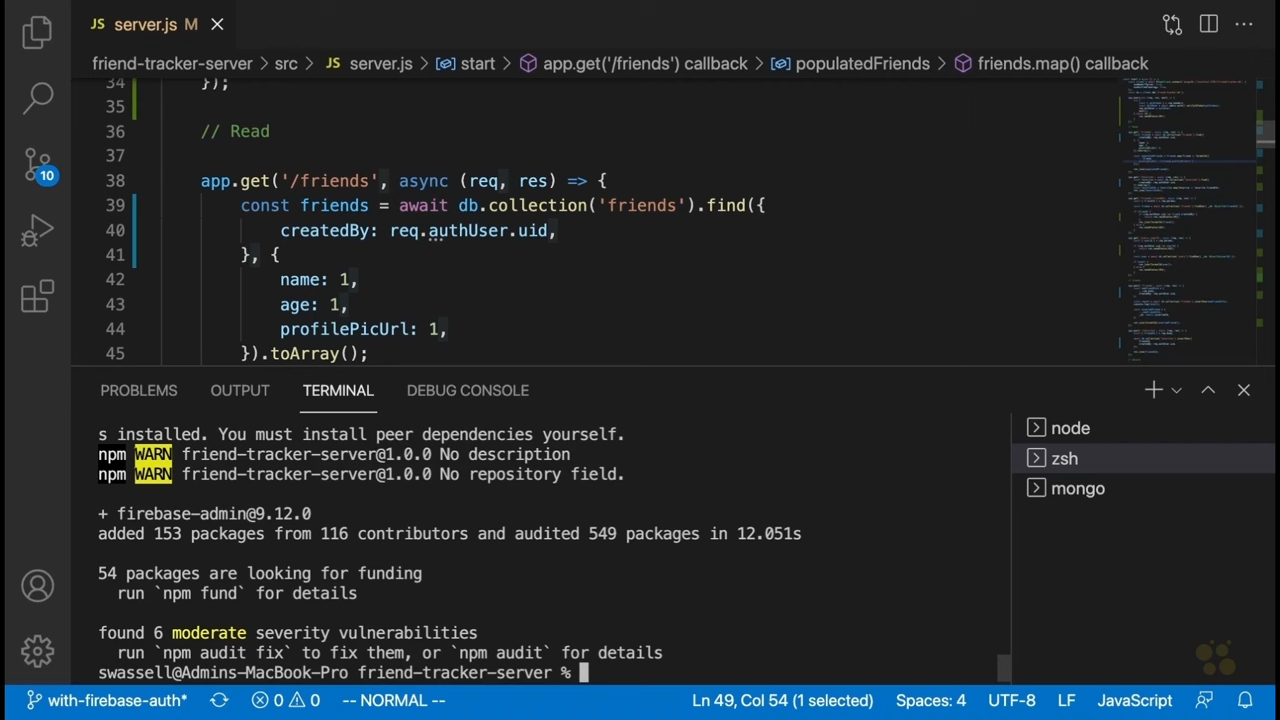 JS server.js M
friend-tracker-server > src > JS server.js > start > app.get('/friends') callback > populatedFriends > friends.map() callback
34 });
35
36 // Read
37
38 app.get('/friends', async (req, res) => {
39 const friends = await db.collection('friends').find({
40 createdBy: req.authUser.uid,
41 }, {
42 name: 1,
43 age: 1,
44 profilePicUrl: 1,
45 }).toArray();
10
PROBLEMS OUTPUT TERMINAL DEBUG CONSOLE
s installed. You must install peer dependencies yourself.
npm WARN friend-tracker-server@1.0.0 No description
npm WARN friend-tracker-server@1.0.0 No repository field.
+ firebase-admin@9.12.0
added 153 packages from 116 contributors and audited 549 packages in 12.051s
54 packages are looking for funding
run `npm fund` for details
found 6 moderate severity vulnerabilities
run `npm audit fix` to fix them, or `npm audit` for details
swassell@Admins-MacBook-Pro friend-tracker-server %
node
zsh
mongo
with-firebase-auth* 0 0 -- NORMAL -- Ln 49, Col 54 (1 selected) Spaces: 4 UTF-8 LF JavaScript